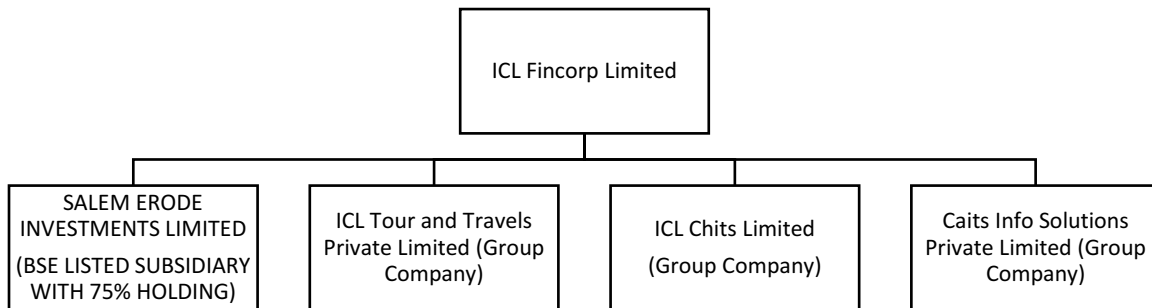 ICL Fincorp Limited
SALEM ERODE
INVESTMENTS LIMITED
(BSE LISTED SUBSIDIARY
WITH 75% HOLDING)
ICL Tour and Travels
Private Limited (Group
Company)
ICL Chits Limited
(Group Company)
Caits Info Solutions
Private Limited (Group
Company)